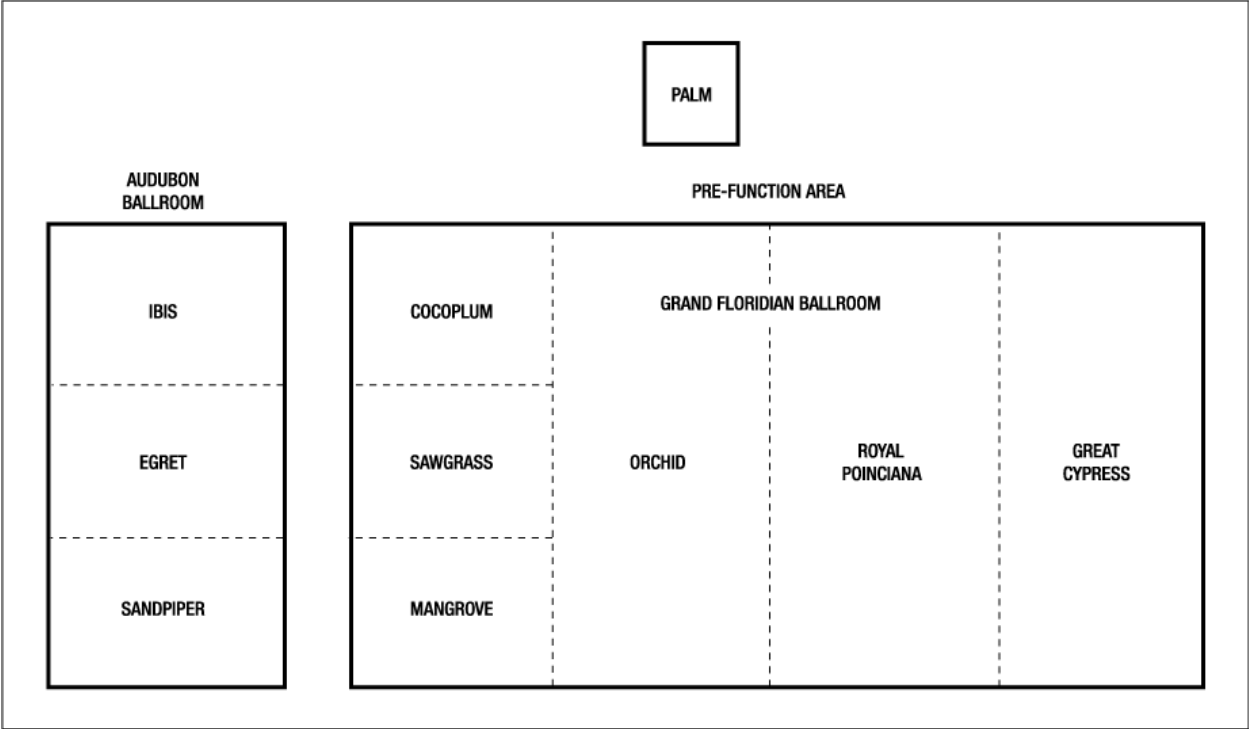 PALM
AUDUBON
BALLROOM
PRE-FUNCTION AREA
IBIS
COCOPLUM
GRAND FLORIDIAN BALLROOM
EGRET
SAWGRASS
ORCHID
ROYAL
POINCIANA
GREAT
CYPRESS
SANDPIPER
MANGROVE